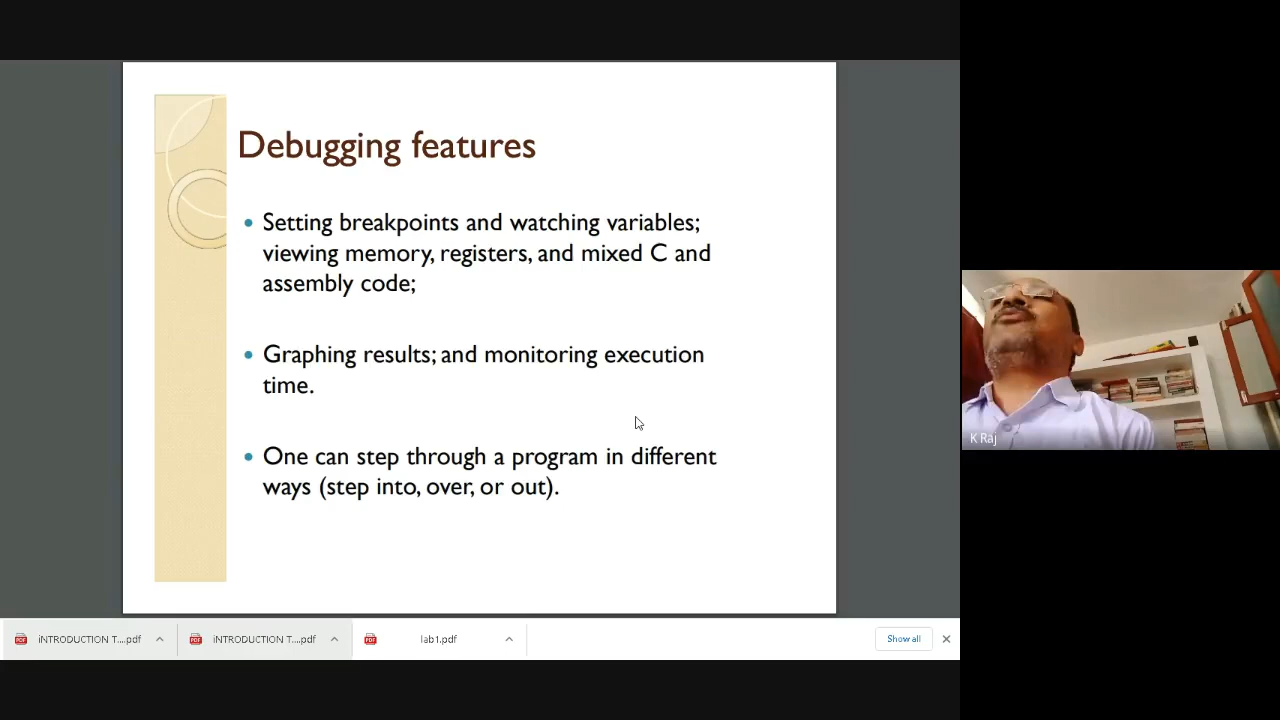 Debugging features
• Setting breakpoints and watching variables;
viewing memory, registers, and mixed C and
assembly code;
• Graphing results; and monitoring execution
time.
• One can step through a program in different
ways (step into, over, or out).
K Raj
iNTRODUCTION T....pdf
iNTRODUCTION T....pdf
lab1.pdf
Show all